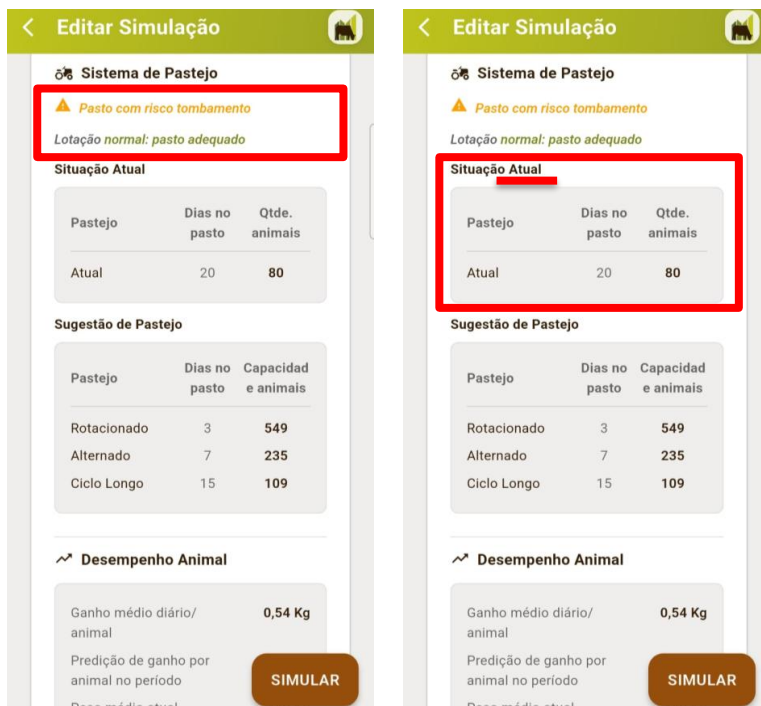 Editar Simulação
Sistema de Pastejo
Pasto com risco tombamento
Lotação normal: pasto adequado
Situação Atual
Pastejo Dias no pasto Qtde. animais
Atual 20 80
Sugestão de Pastejo
Pastejo Dias no pasto Capacidad e animais
Rotacionado 3 549
Alternado 7 235
Ciclo Longo 15 109
Desempenho Animal
Ganho médio diário/ 0,54 Kg
animal
Predição de ganho por
animal no período
SIMULAR
Peso médio atual
Editar Simulação
Sistema de Pastejo
Pasto com risco tombamento
Lotação normal: pasto adequado
Situação Atual
Pastejo Dias no pasto Qtde. animais
Atual 20 80
Sugestão de Pastejo
Pastejo Dias no pasto Capacidad e animais
Rotacionado 3 549
Alternado 7 235
Ciclo Longo 15 109
Desempenho Animal
Ganho médio diário/ 0,54 Kg
animal
Predição de ganho por
animal no período
SIMULAR
Peso médio atual